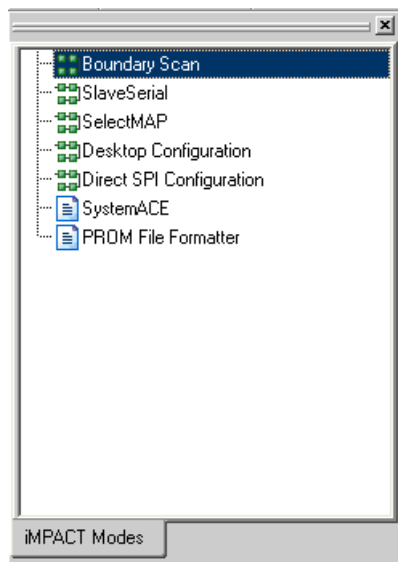 Boundary Scan
SlaveSerial
SelectMAP
Desktop Configuration
Direct SPI Configuration
SystemACE
PROM File Formatter
iMPACT Modes